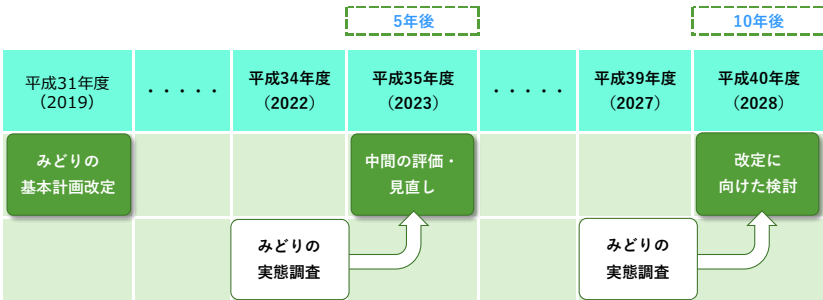 5年後
10年後
平成31年度
（2019）
・・・・・
平成34年度
（2022）
平成35年度
（2023）
・・・・・
平成39年度
（2027）
平成40年度
（2028）
みどりの
基本計画改定
中間の評価・
見直し
改定に
向けた検討
みどりの
実態調査
みどりの
実態調査